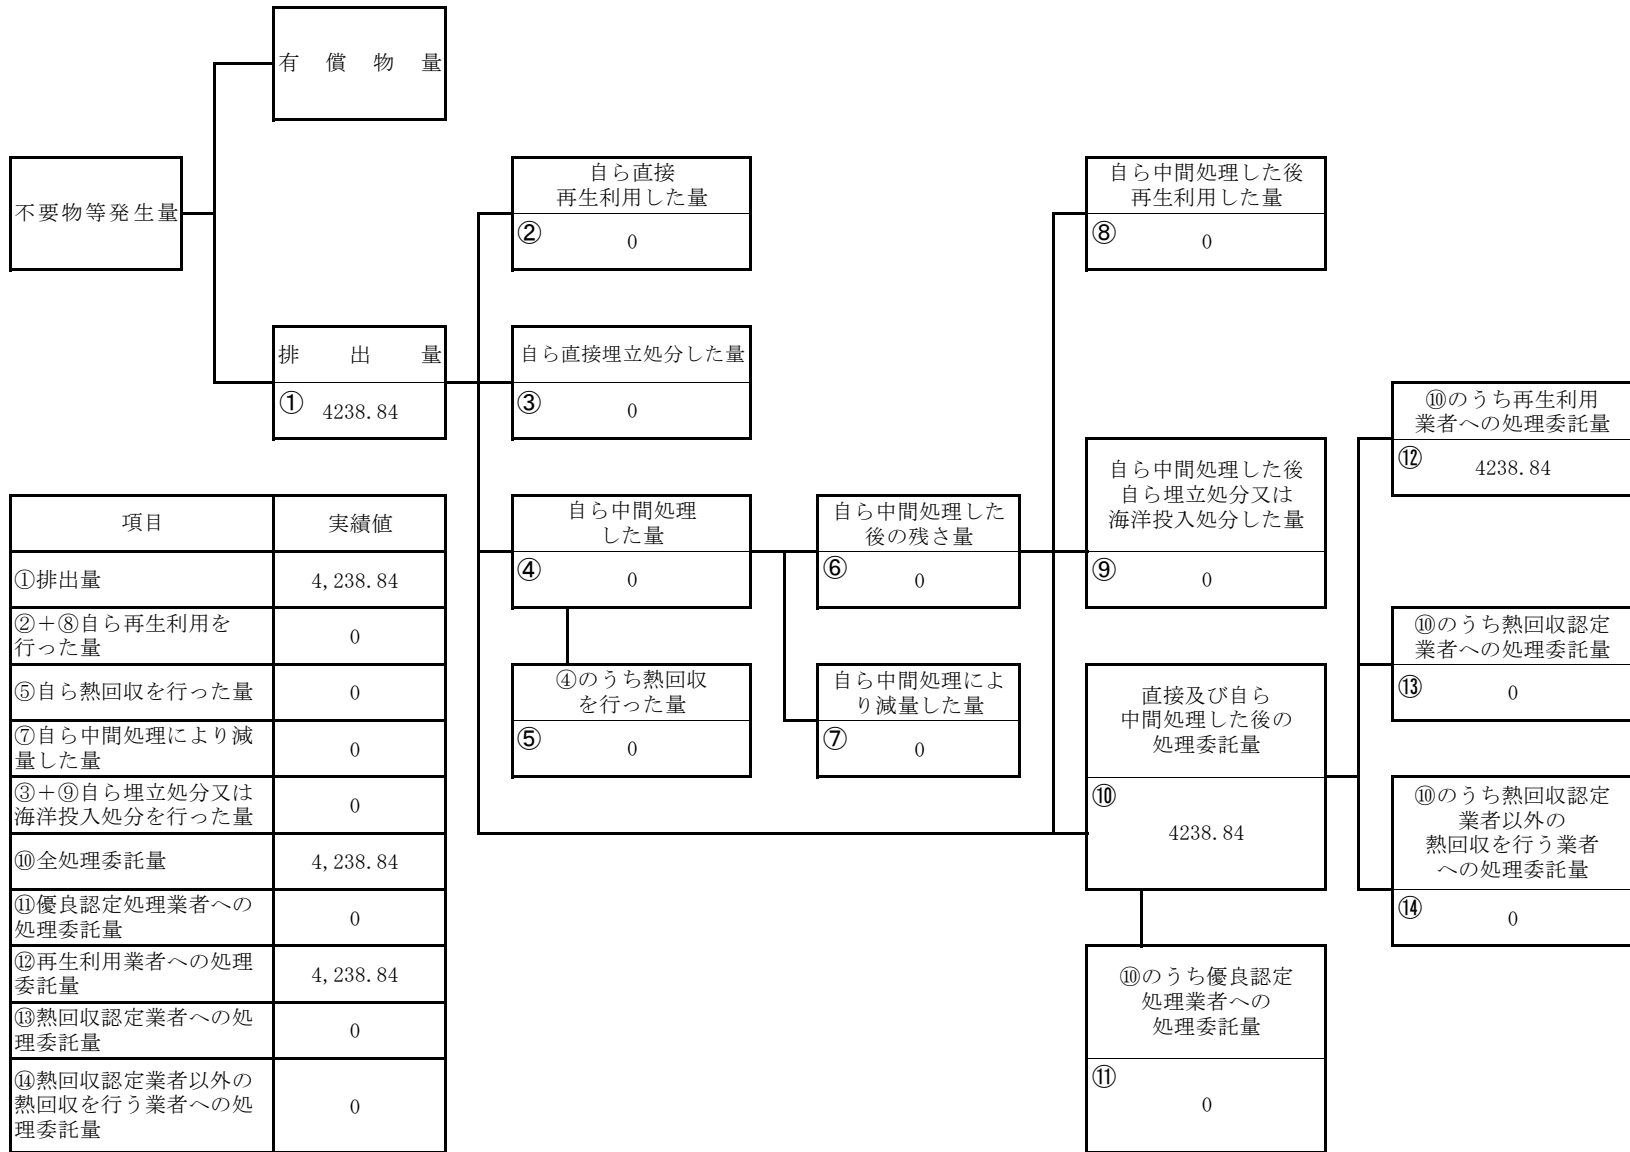 有償物量
不要物等発生量
自ら直接
再生利用した量
② 0
自ら中間処理した後
再生利用した量
⑧ 0
排出量
① 4238.84
自ら直接埋立処分した量
③ 0
⑩のうち再生利用
業者への処理委託量
⑫ 4238.84
自ら中間処理
した量
④ 0
自ら中間処理した
後の残さ量
⑥ 0
自ら中間処理した後
自ら埋立処分又は
海洋投入処分した量
⑨ 0
⑩のうち熱回収認定
業者への処理委託量
⑬ 0
④のうち熱回収
を行った量
⑤ 0
自ら中間処理によ
り減量した量
⑦ 0
直接及び自ら
中間処理した後の
処理委託量
⑩ 4238.84
⑩のうち熱回収認定
業者以外の
熱回収を行う業者
への処理委託量
⑭ 0
⑩のうち優良認定
処理業者への
処理委託量
⑪ 0
項目 実績値
①排出量 4,238.84
②+⑧自ら再生利用を
行った量 0
⑤自ら熱回収を行った量 0
⑦自ら中間処理により減
量した量 0
③+⑨自ら埋立処分又は
海洋投入処分を行った量 0
⑩全処理委託量 4,238.84
⑪優良認定処理業者への
処理委託量 0
⑫再生利用業者への処理
委託量 4,238.84
⑬熱回収認定業者への処
理委託量 0
⑭熱回収認定業者以外の
熱回収を行う業者への処
理委託量 0